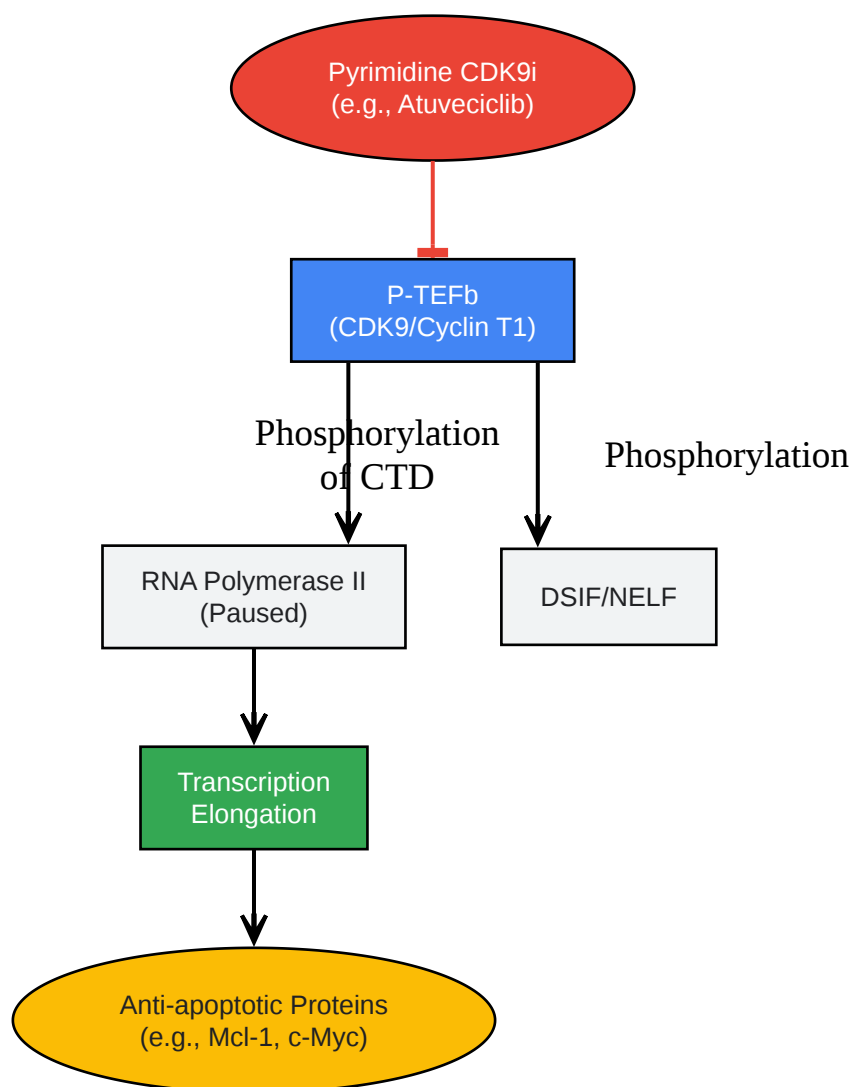 Pyrimidine CDK9i
(e.g., Atuveciclib)
P-TEFb
(CDK9/Cyclin T1)
Phosphorylation
of CTD
Phosphorylation
RNA Polymerase II
(Paused)
DSIF/NELF
Transcription
Elongation
Anti-apoptotic Proteins
(e.g., Mcl-1, c-Myc)